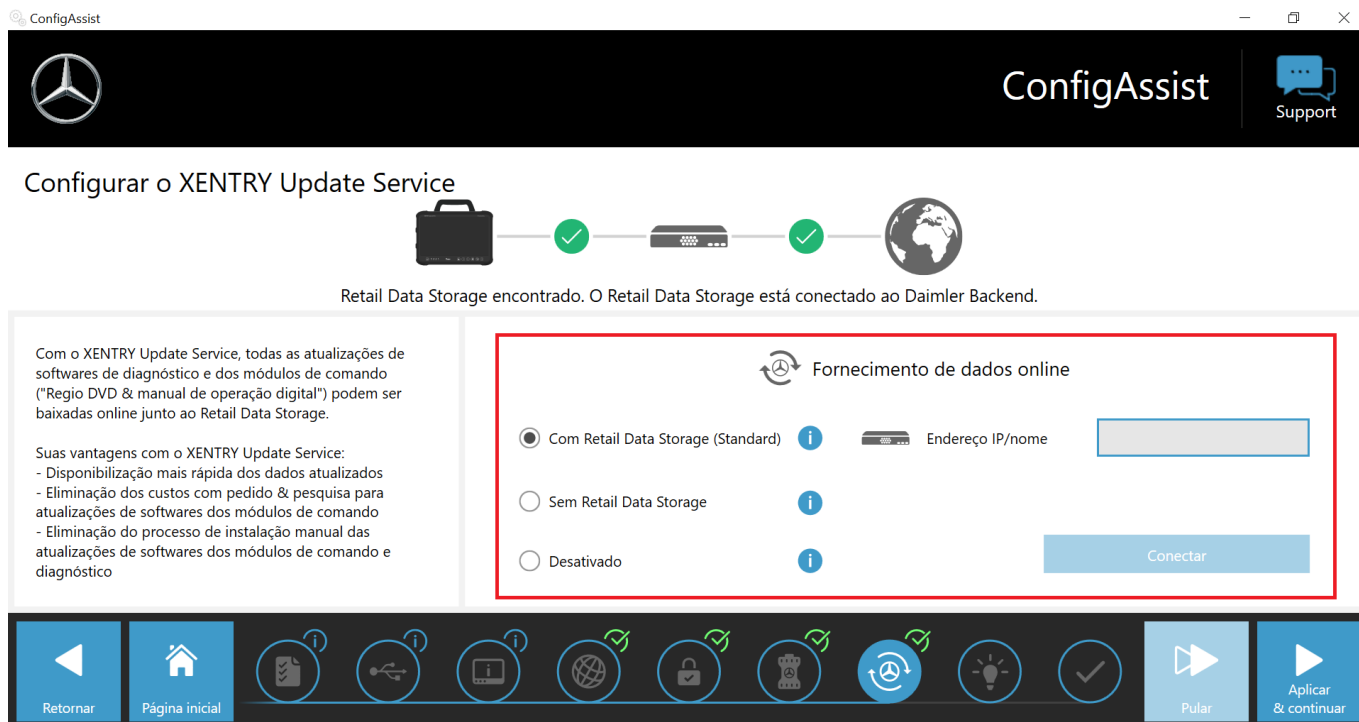 ConfigAssist
ConfigAssist
Support
Configurar o XENTRY Update Service
Retail Data Storage encontrado. O Retail Data Storage está conectado ao Daimler Backend.
Com o XENTRY Update Service, todas as atualizações de
softwares de diagnóstico e dos módulos de comando
("Regio DVD & manual de operação digital") podem ser
baixadas online junto ao Retail Data Storage.
Suas vantagens com o XENTRY Update Service:
- Disponibilização mais rápida dos dados atualizados
- Eliminação dos custos com pedido & pesquisa para
atualizações de softwares dos módulos de comando
- Eliminação do processo de instalação manual das
atualizações de softwares dos módulos de comando e
diagnóstico
Fornecimento de dados online
Com Retail Data Storage (Standard)
Endereço IP/nome
Sem Retail Data Storage
Desativado
Conectar
Retornar
Página inicial
Pular
Aplicar
& continuar